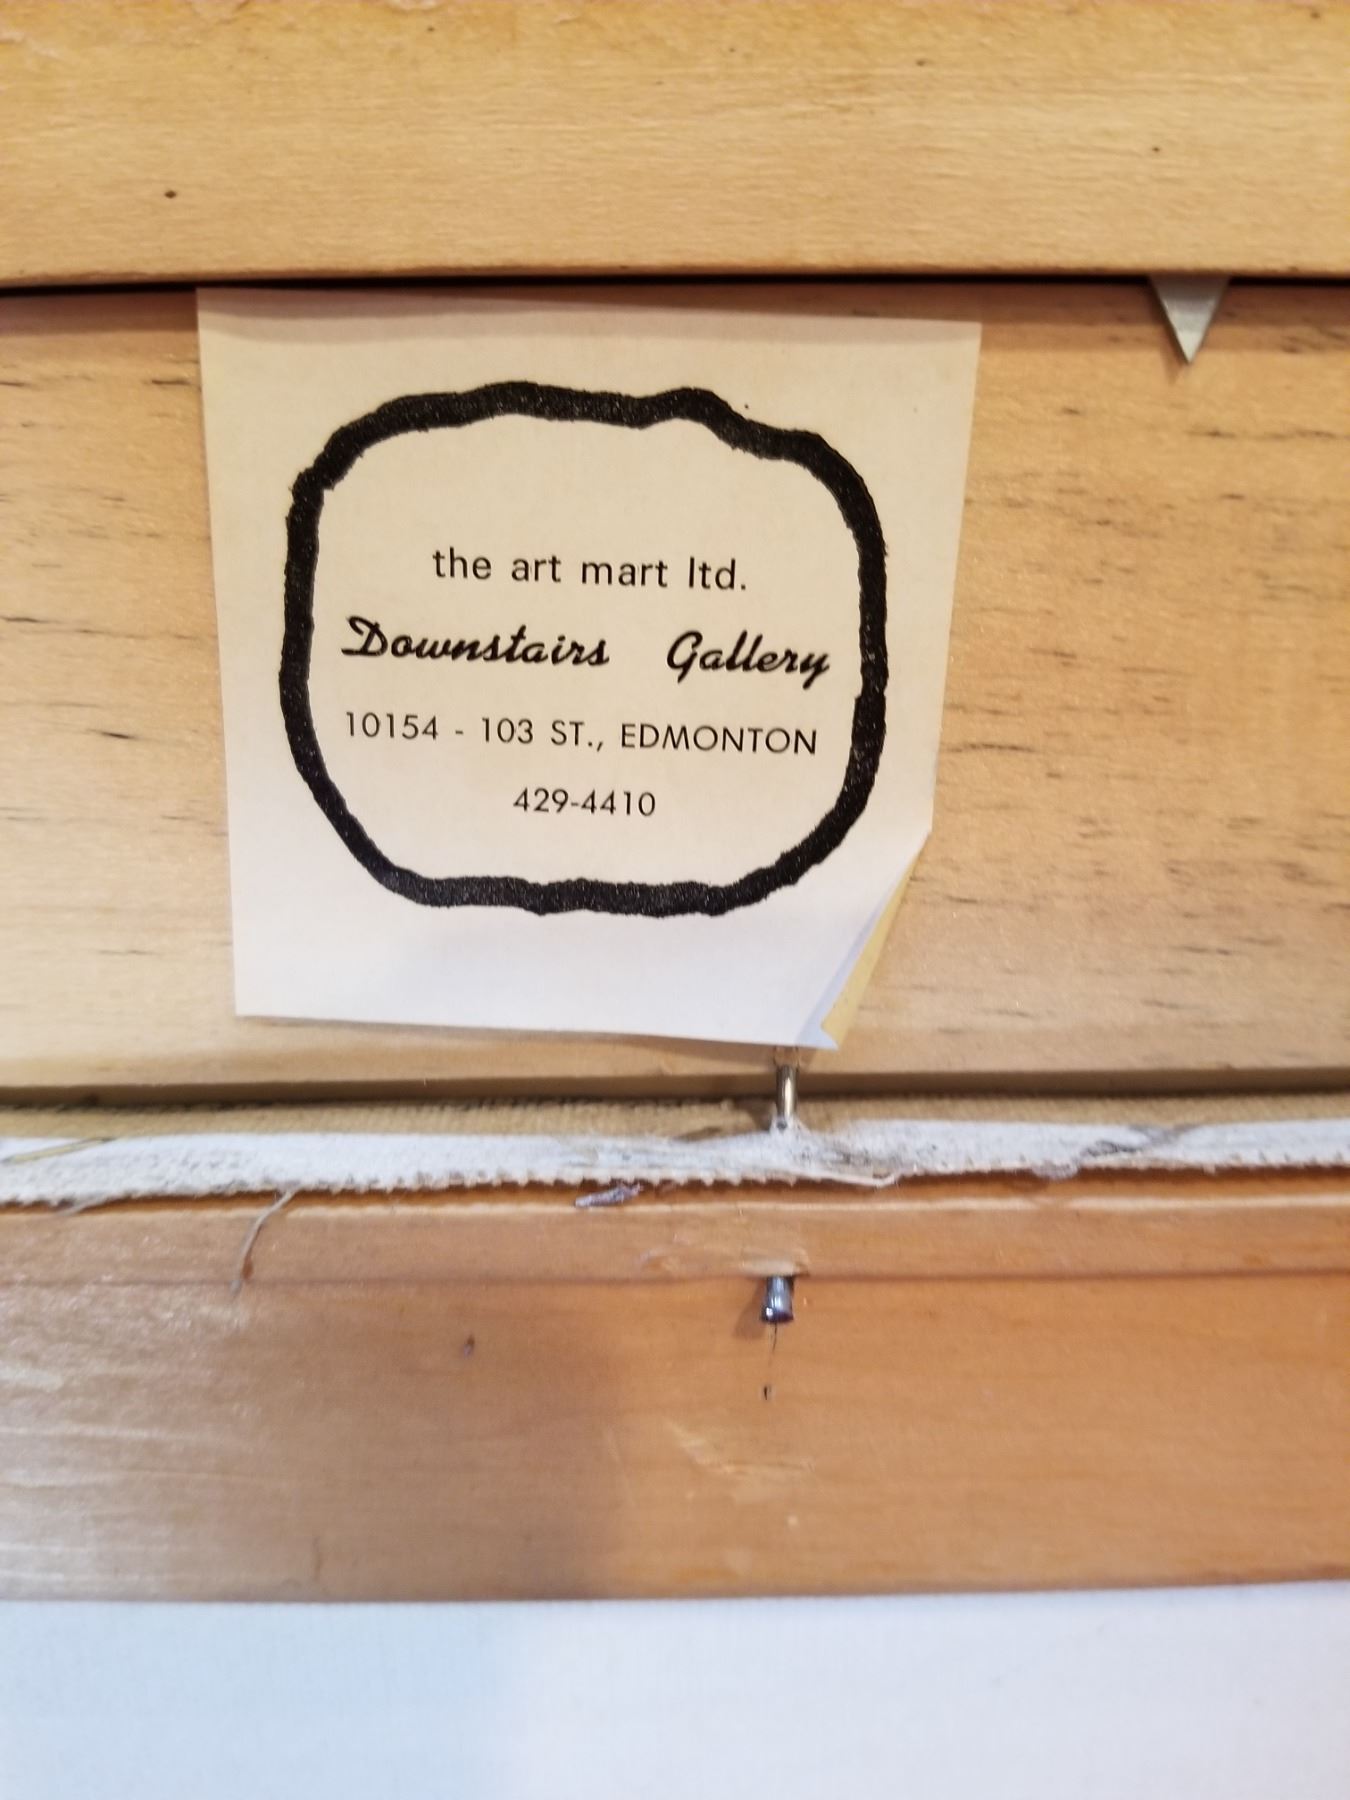 the art mart ltd.
Downstairs Gallery
10154 - 103 ST., EDMONTON
429-4410